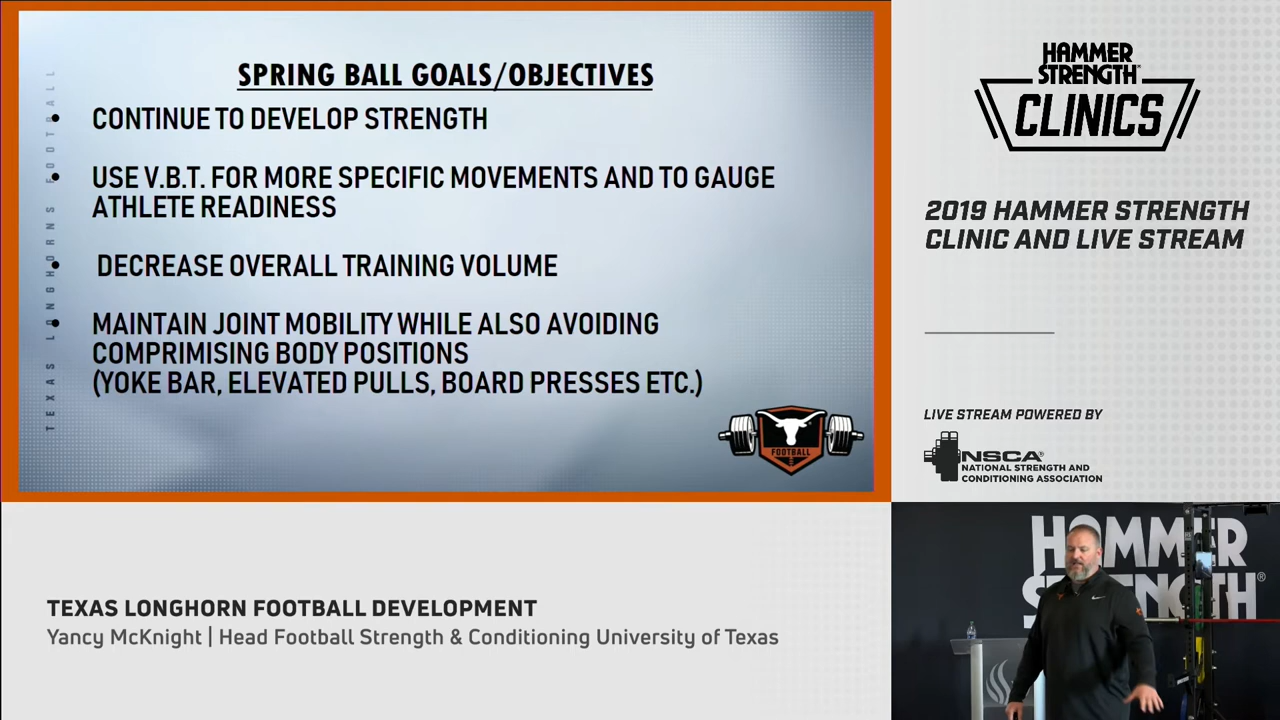 TEXAS LONGHORNS FOOTBALL
SPRING BALL GOALS/OBJECTIVES
• CONTINUE TO DEVELOP STRENGTH
• USE V.B.T. FOR MORE SPECIFIC MOVEMENTS AND TO GAUGE
ATHLETE READINESS
• DECREASE OVERALL TRAINING VOLUME
• MAINTAIN JOINT MOBILITY WHILE ALSO AVOIDING
COMPRIMISING BODY POSITIONS
(YOKE BAR, ELEVATED PULLS, BOARD PRESSES ETC.)
FOOTBALL
HAMMER
STRENGTH®
CLINICS
2019 HAMMER STRENGTH
CLINIC AND LIVE STREAM
LIVE STREAM POWERED BY
NSCA®
NATIONAL STRENGTH AND
CONDITIONING ASSOCIATION
TEXAS LONGHORN FOOTBALL DEVELOPMENT
Yancy McKnight | Head Football Strength & Conditioning University of Texas
HAMMER
STRENGTH®